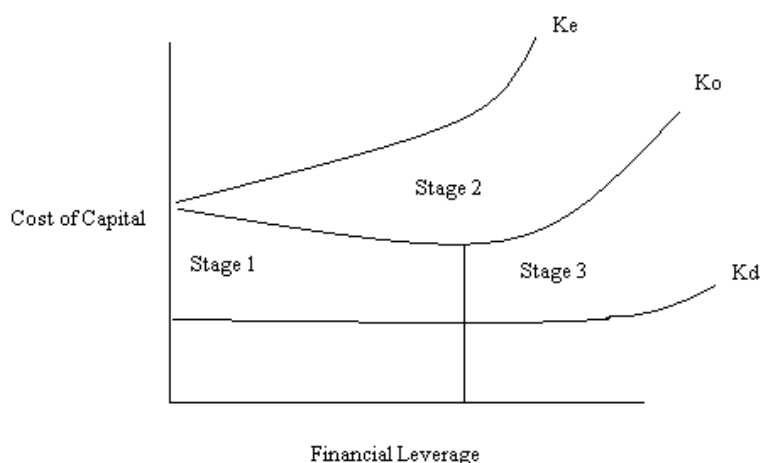 Ke
Ko
Stage 2
Cost of Capital
Stage 1
Stage 3
Kd
Financial Leverage